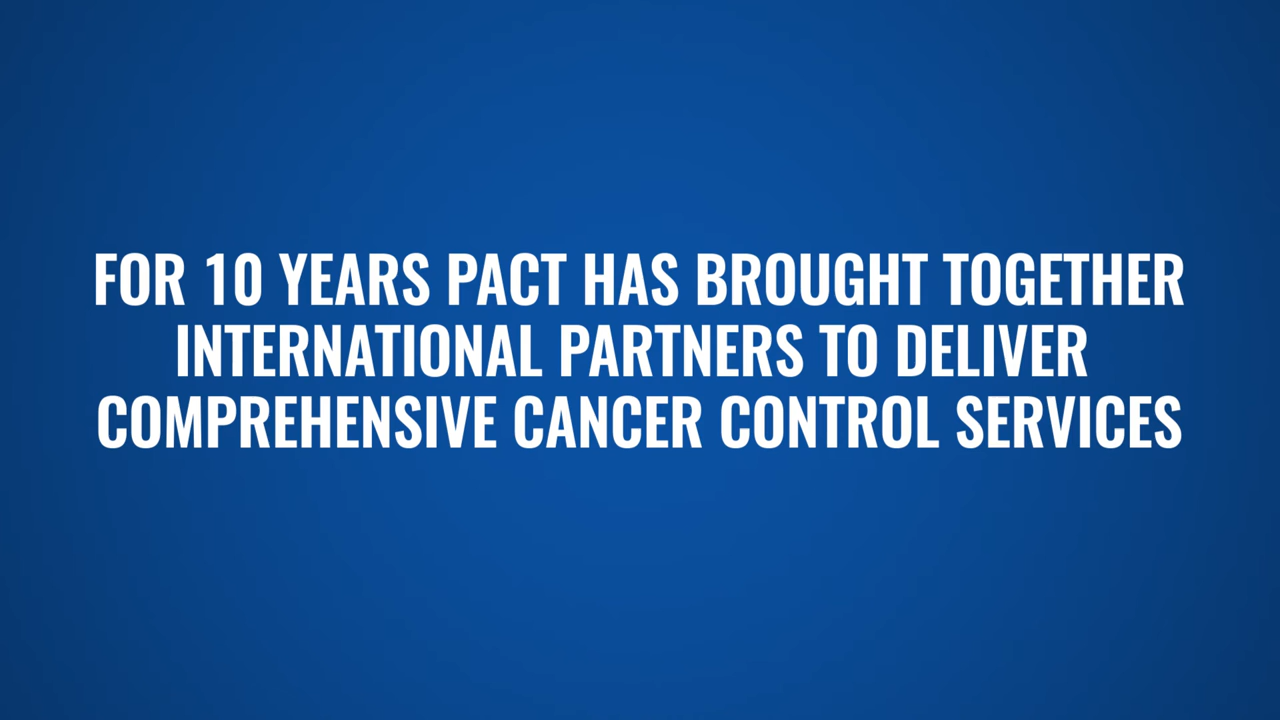 FOR 10 YEARS PACT HAS BROUGHT TOGETHER
INTERNATIONAL PARTNERS TO DELIVER
COMPREHENSIVE CANCER CONTROL SERVICES